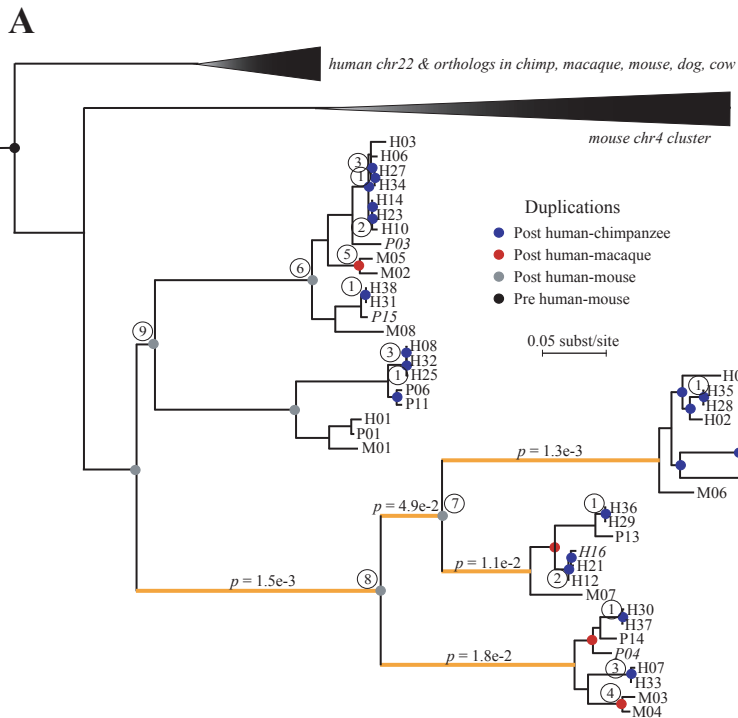 A
human chr22 & orthologs in chimp, macaque, mouse, dog, cow
mouse chr4 cluster
H03
3
H06
H27
1
H34
H14
H23
2
H10
P03
5
M05
6
M02
1
H38
H31
P15
M08
9
H08
3
H32
1
H25
P06
P11
H01
P01
M01
Duplications
Post human-chimpanzee
Post human-macaque
Post human-mouse
Pre human-mouse
0.05 subst/site
1
H35
H28
H02
p = 1.3e-3
M06
p = 4.9e-2
7
1
H36
H29
P13
H16
p = 1.1e-2
H21
2
H12
M07
p = 1.5e-3
8
1
H30
H37
P14
P04
p = 1.8e-2
3
H07
H33
4
M03
M04